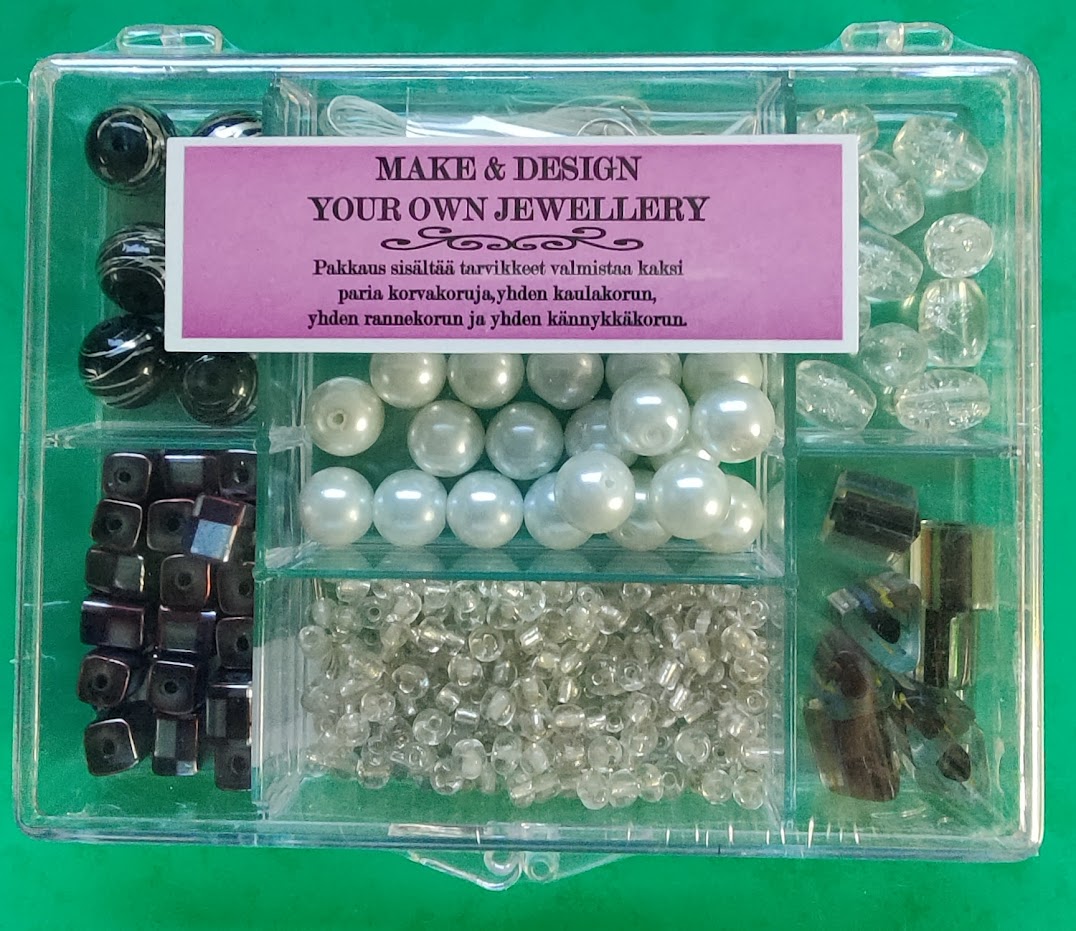 MAKE & DESIGN
YOUR OWN JEWELLERY
Pakkaus sisältää tarvikkeet valmistaa kaksi
paria korvakoruja,yhden kaulakorun,
yhden rannekorun ja yhden kännykkäkorun.